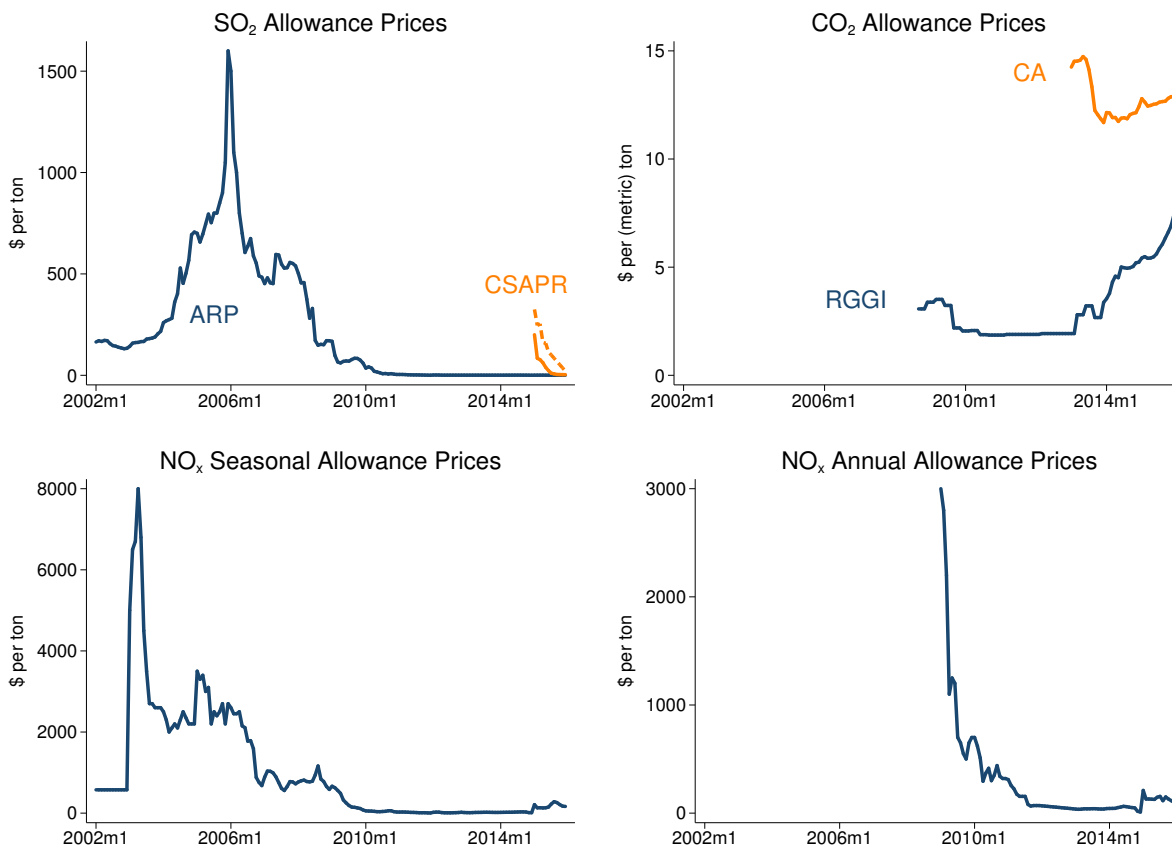 SO₂ Allowance Prices
$ per ton
1500
1000
500
0
ARP
CSAPR
2002m1 2006m1 2010m1 2014m1
CO₂ Allowance Prices
$ per (metric) ton
15
10
5
0
CA
RGGI
2002m1 2006m1 2010m1 2014m1
NOₓ Seasonal Allowance Prices
$ per ton
8000
6000
4000
2000
0
2002m1 2006m1 2010m1 2014m1
NOₓ Annual Allowance Prices
$ per ton
3000
2000
1000
0
2002m1 2006m1 2010m1 2014m1